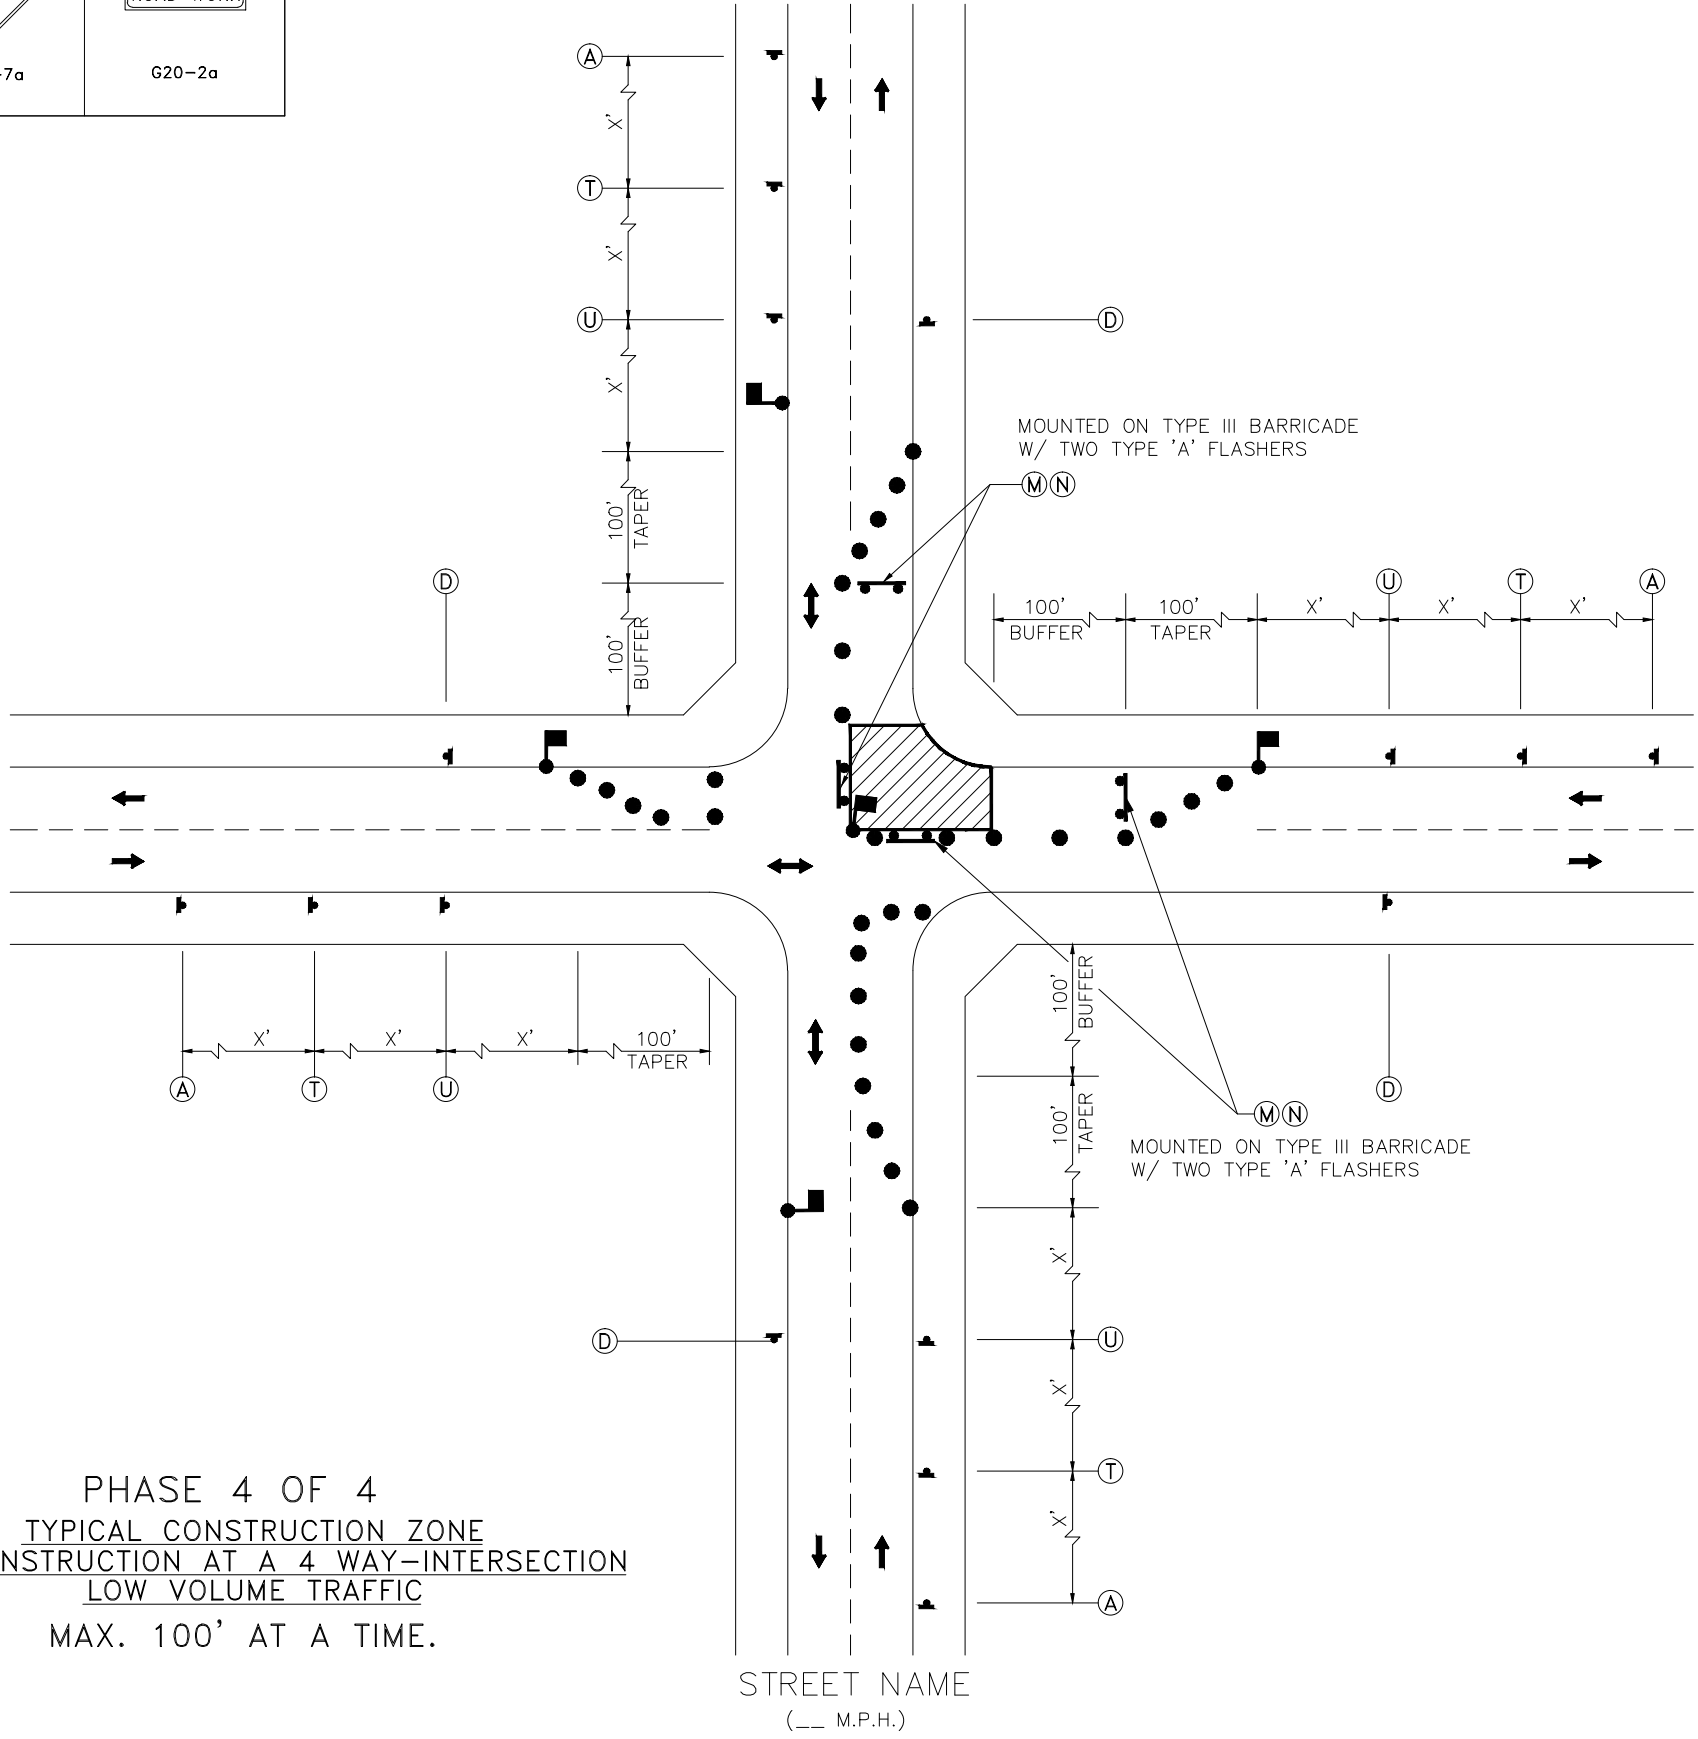 ROAD WORK
-7a
G20-2a
A
X'
T
X'
U
X'
100'
TAPER
100'
BUFFER
D
MOUNTED ON TYPE III BARRICADE
W/ TWO TYPE 'A' FLASHERS
M N
D
U
T
A
100'
BUFFER
100'
TAPER
X'
X'
X'
X'
X'
X'
100'
TAPER
A
T
U
100'
BUFFER
100'
TAPER
D
M N
MOUNTED ON TYPE III BARRICADE
W/ TWO TYPE 'A' FLASHERS
X'
D
U
X'
T
X'
A
PHASE 4 OF 4
TYPICAL CONSTRUCTION ZONE
NSTRUCTION AT A 4 WAY-INTERSECTION
LOW VOLUME TRAFFIC
MAX. 100' AT A TIME.
STREET NAME
(__ M.P.H.)